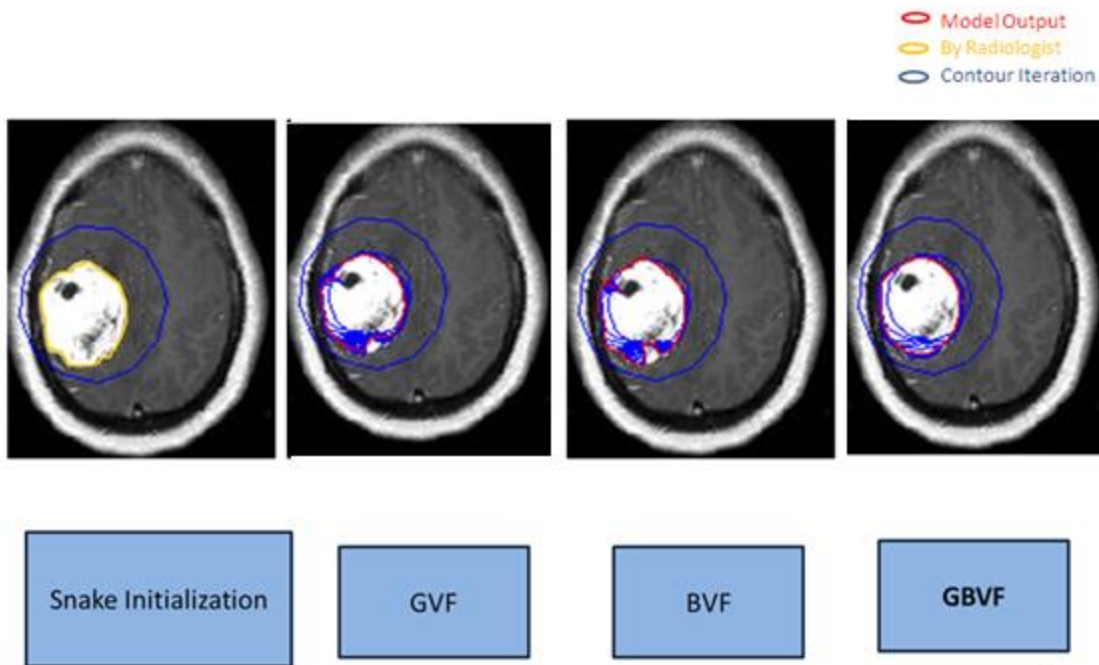 Model Output
By Radiologist
Contour Iteration
Snake Initialization
GVF
BVF
GBVF